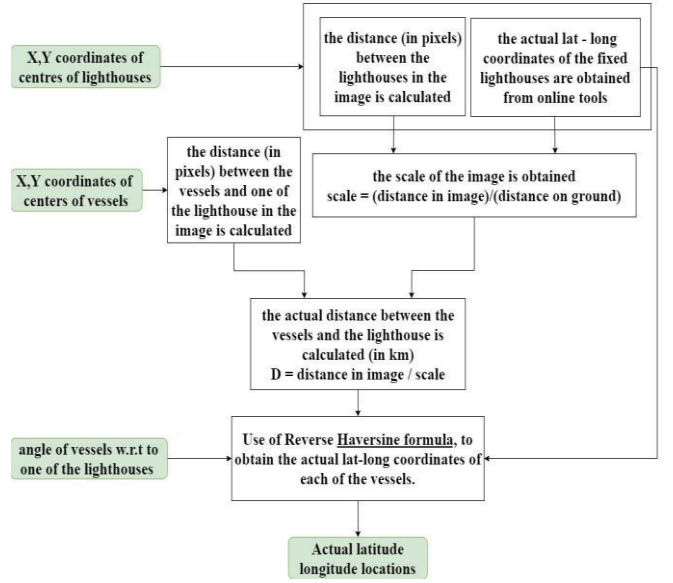 X,Y coordinates of
centres of lighthouses
the distance (in pixels)
between the
lighthouses in the
image is calculated
the actual lat - long
coordinates of the fixed
lighthouses are obtained
from online tools
X,Y coordinates of
centers of vessels
the distance (in
pixels) between the
vessels and one of
the lighthouse in the
image is calculated
the scale of the image is obtained
scale = (distance in image)/(distance on ground)
the actual distance between the
vessels and the lighthouse is
calculated (in km)
D = distance in image / scale
angle of vessels w.r.t to
one of the lighthouses
Use of Reverse Haversine formula, to
obtain the actual lat-long coordinates of
each of the vessels.
Actual latitude
longitude locations